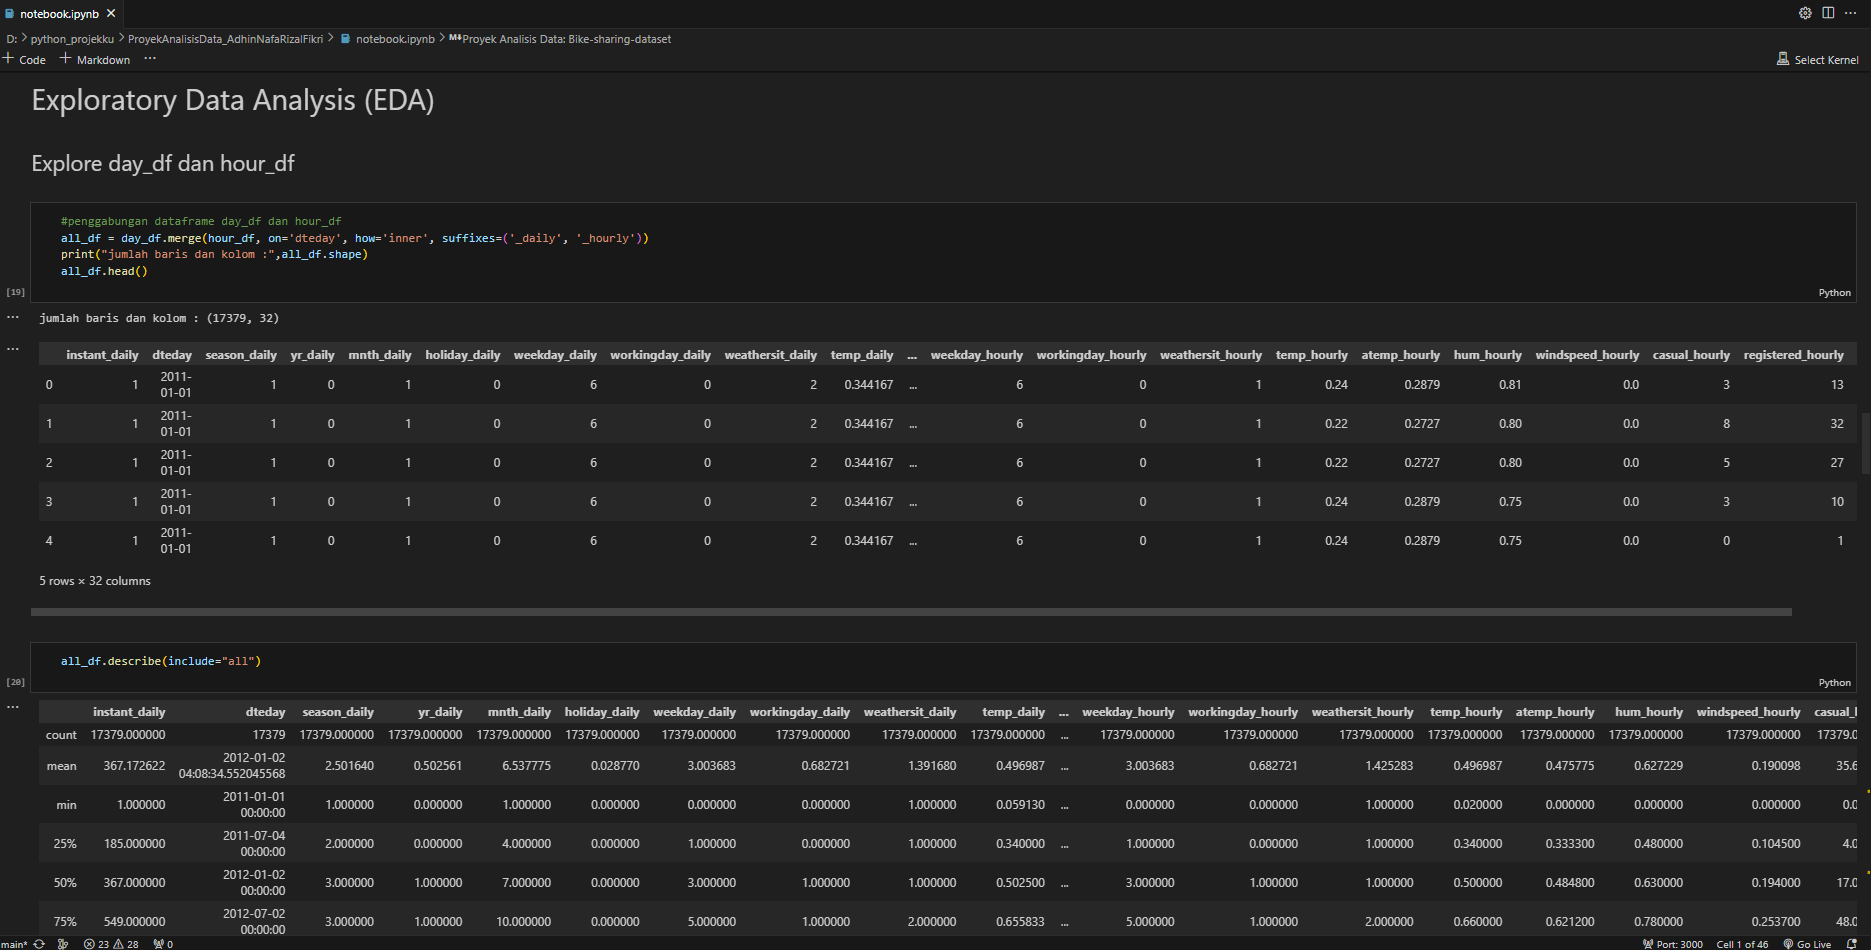 notebook.ipynb
D: > python_projekku > ProyekAnalisisData_AdhinNafaRizalFikri > notebook.ipynb > M↓Proyek Analisis Data: Bike-sharing-dataset
+ Code + Markdown ...
Select Kernel
Exploratory Data Analysis (EDA)
Explore day_df dan hour_df
#penggabungan dataframe day_df dan hour_df
all_df = day_df.merge(hour_df, on='dteday', how='inner', suffixes=('_daily', '_hourly'))
print("jumlah baris dan kolom :",all_df.shape)
all_df.head()
[19]
Python
jumlah baris dan kolom : (17379, 32)
instant_daily dteday season_daily yr_daily mnth_daily holiday_daily weekday_daily workingday_daily weathersit_daily temp_daily ... weekday_hourly workingday_hourly weathersit_hourly temp_hourly atemp_hourly hum_hourly windspeed_hourly casual_hourly registered_hourly
0 1 2011-01-01 1 0 1 0 6 0 2 0.344167 ... 6 0 1 0.24 0.2879 0.81 0.0 3 13
1 1 2011-01-01 1 0 1 0 6 0 2 0.344167 ... 6 0 1 0.22 0.2727 0.80 0.0 8 32
2 1 2011-01-01 1 0 1 0 6 0 2 0.344167 ... 6 0 1 0.22 0.2727 0.80 0.0 5 27
3 1 2011-01-01 1 0 1 0 6 0 2 0.344167 ... 6 0 1 0.24 0.2879 0.75 0.0 3 10
4 1 2011-01-01 1 0 1 0 6 0 2 0.344167 ... 6 0 1 0.24 0.2879 0.75 0.0 0 1
5 rows × 32 columns
all_df.describe(include="all")
[20]
Python
instant_daily dteday season_daily yr_daily mnth_daily holiday_daily weekday_daily workingday_daily weathersit_daily temp_daily ... weekday_hourly workingday_hourly weathersit_hourly temp_hourly atemp_hourly hum_hourly windspeed_hourly casual_
count 17379.000000 17379 17379.000000 17379.000000 17379.000000 17379.000000 17379.000000 17379.000000 17379.000000 17379.000000 ... 17379.000000 17379.000000 17379.000000 17379.000000 17379.000000 17379.000000 17379.000000 17379.0
mean 367.172622 2012-01-02 04:08:34.552045568 2.501640 0.502561 6.537775 0.028770 3.003683 0.682721 1.391680 0.496987 ... 3.003683 0.682721 1.425283 0.496987 0.475775 0.627229 0.190098 35.6
min 1.000000 2011-01-01 00:00:00 1.000000 0.000000 1.000000 0.000000 0.000000 0.000000 1.000000 0.059130 ... 0.000000 0.000000 1.000000 0.020000 0.000000 0.000000 0.000000 0.0
25% 185.000000 2011-07-04 00:00:00 2.000000 0.000000 4.000000 0.000000 1.000000 0.000000 1.000000 0.340000 ... 1.000000 0.000000 1.000000 0.340000 0.333300 0.480000 0.104500 4.0
50% 367.000000 2012-01-02 00:00:00 3.000000 1.000000 7.000000 0.000000 3.000000 1.000000 1.000000 0.502500 ... 3.000000 1.000000 1.000000 0.500000 0.484800 0.630000 0.194000 17.0
75% 549.000000 2012-07-02 00:00:00 3.000000 1.000000 10.000000 0.000000 5.000000 1.000000 2.000000 0.655833 ... 5.000000 1.000000 2.000000 0.660000 0.621200 0.780000 0.253700 48.0
main* 23 28 0
Port: 3000 Cell 1 of 46 Go Live